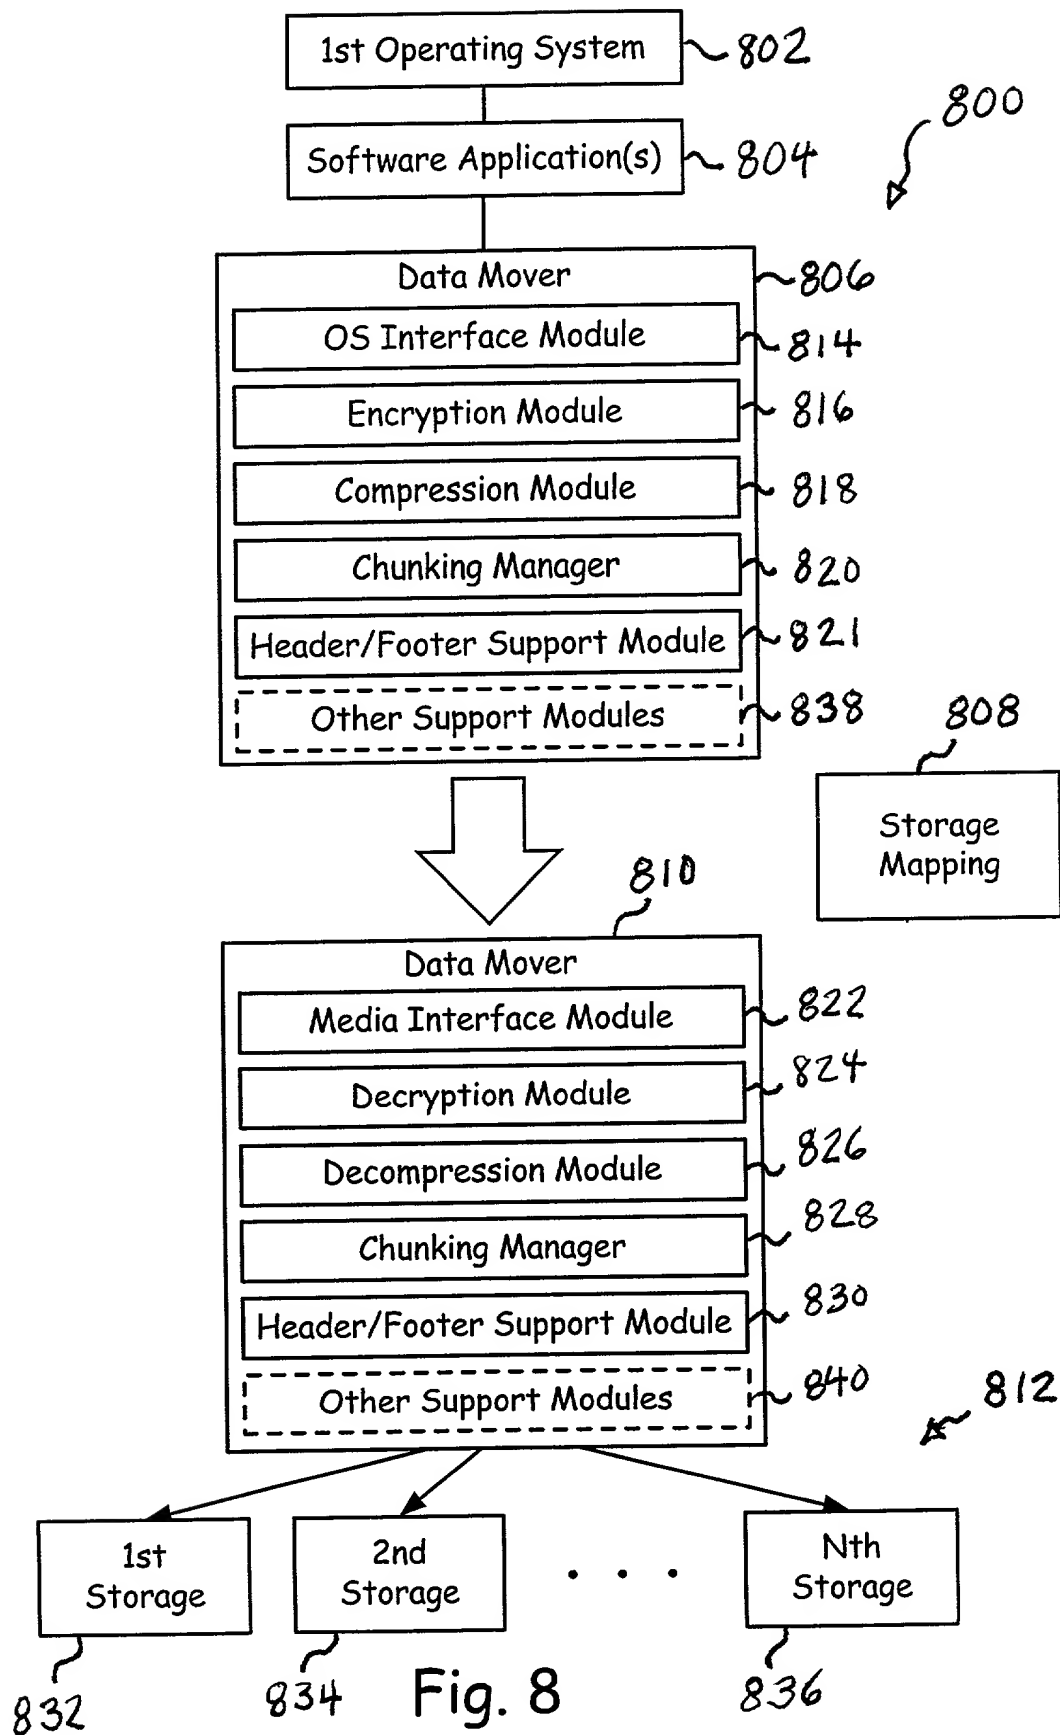 1st Operating System 802
800
Software Application(s) 804
Data Mover 806
OS Interface Module 814
Encryption Module 816
Compression Module 818
Chunking Manager 820
Header/Footer Support Module 821
Other Support Modules 838
808
Storage
Mapping
810
Data Mover
Media Interface Module 822
Decryption Module 824
Decompression Module 826
Chunking Manager 828
Header/Footer Support Module 830
Other Support Modules 840
812
1st
Storage
2nd
Storage
. . .
Nth
Storage
832
834
836
Fig. 8